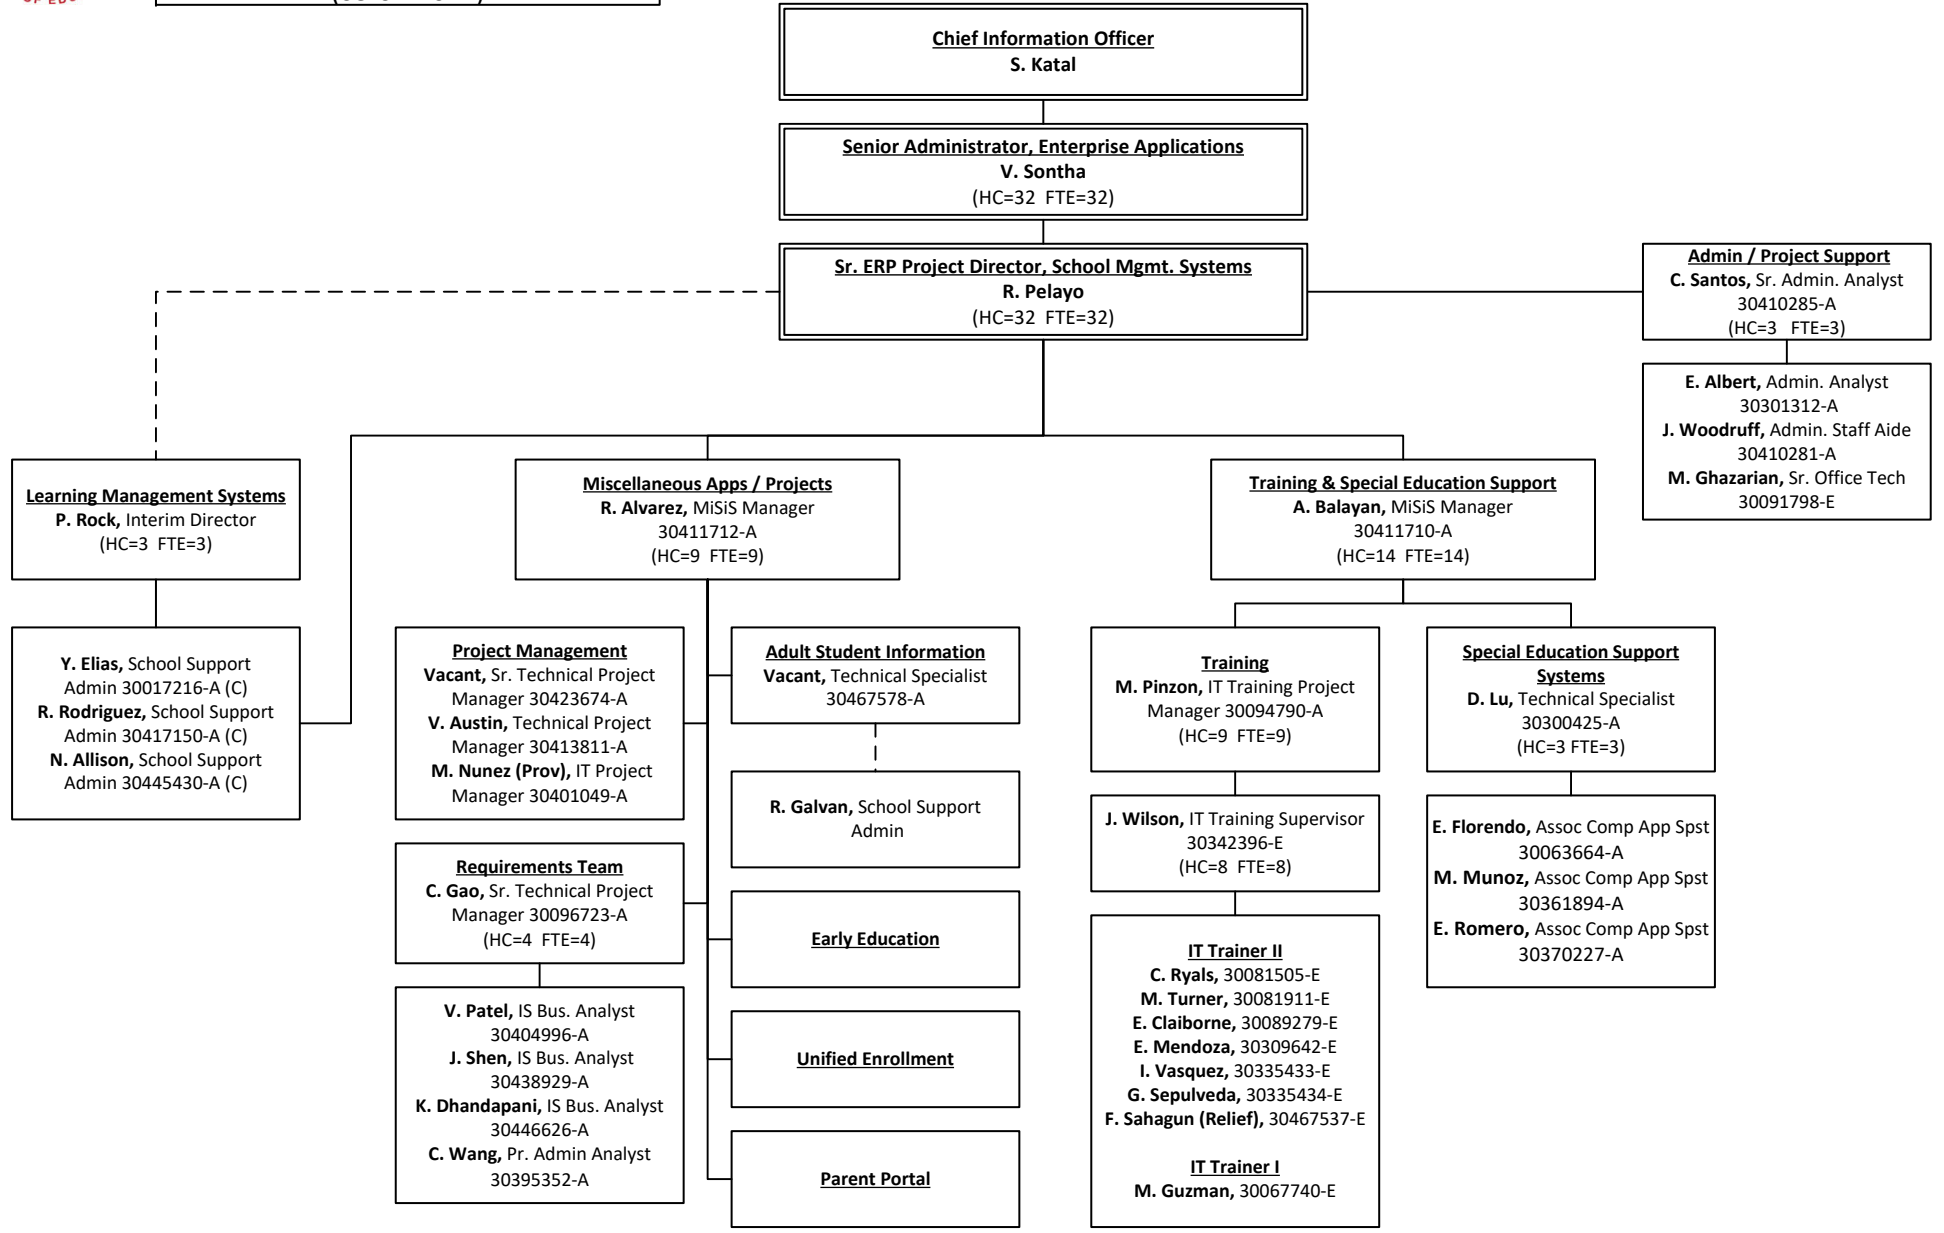 Chief Information Officer
S. Katal
Senior Administrator, Enterprise Applications
V. Sontha
(HC=32 FTE=32)
Sr. ERP Project Director, School Mgmt. Systems
R. Pelayo
(HC=32 FTE=32)
Admin / Project Support
C. Santos, Sr. Admin. Analyst
30410285-A
(HC=3 FTE=3)
E. Albert, Admin. Analyst
30301312-A
J. Woodruff, Admin. Staff Aide
30410281-A
M. Ghazarian, Sr. Office Tech
30091798-E
Learning Management Systems
P. Rock, Interim Director
(HC=3 FTE=3)
Y. Elias, School Support
Admin 30017216-A (C)
R. Rodriguez, School Support
Admin 30417150-A (C)
N. Allison, School Support
Admin 30445430-A (C)
Miscellaneous Apps / Projects
R. Alvarez, MiSiS Manager
30411712-A
(HC=9 FTE=9)
Project Management
Vacant, Sr. Technical Project
Manager 30423674-A
V. Austin, Technical Project
Manager 30413811-A
M. Nunez (Prov), IT Project
Manager 30401049-A
Requirements Team
C. Gao, Sr. Technical Project
Manager 30096723-A
(HC=4 FTE=4)
V. Patel, IS Bus. Analyst
30404996-A
J. Shen, IS Bus. Analyst
30438929-A
K. Dhandapani, IS Bus. Analyst
30446626-A
C. Wang, Pr. Admin Analyst
30395352-A
Adult Student Information
Vacant, Technical Specialist
30467578-A
R. Galvan, School Support
Admin
Early Education
Unified Enrollment
Parent Portal
Training & Special Education Support
A. Balayan, MiSiS Manager
30411710-A
(HC=14 FTE=14)
Training
M. Pinzon, IT Training Project
Manager 30094790-A
(HC=9 FTE=9)
J. Wilson, IT Training Supervisor
30342396-E
(HC=8 FTE=8)
IT Trainer II
C. Ryals, 30081505-E
M. Turner, 30081911-E
E. Claiborne, 30089279-E
E. Mendoza, 30309642-E
I. Vasquez, 30335433-E
G. Sepulveda, 30335434-E
F. Sahagun (Relief), 30467537-E
IT Trainer I
M. Guzman, 30067740-E
Special Education Support
Systems
D. Lu, Technical Specialist
30300425-A
(HC=3 FTE=3)
E. Florendo, Assoc Comp App Spst
30063664-A
M. Munoz, Assoc Comp App Spst
30361894-A
E. Romero, Assoc Comp App Spst
30370227-A